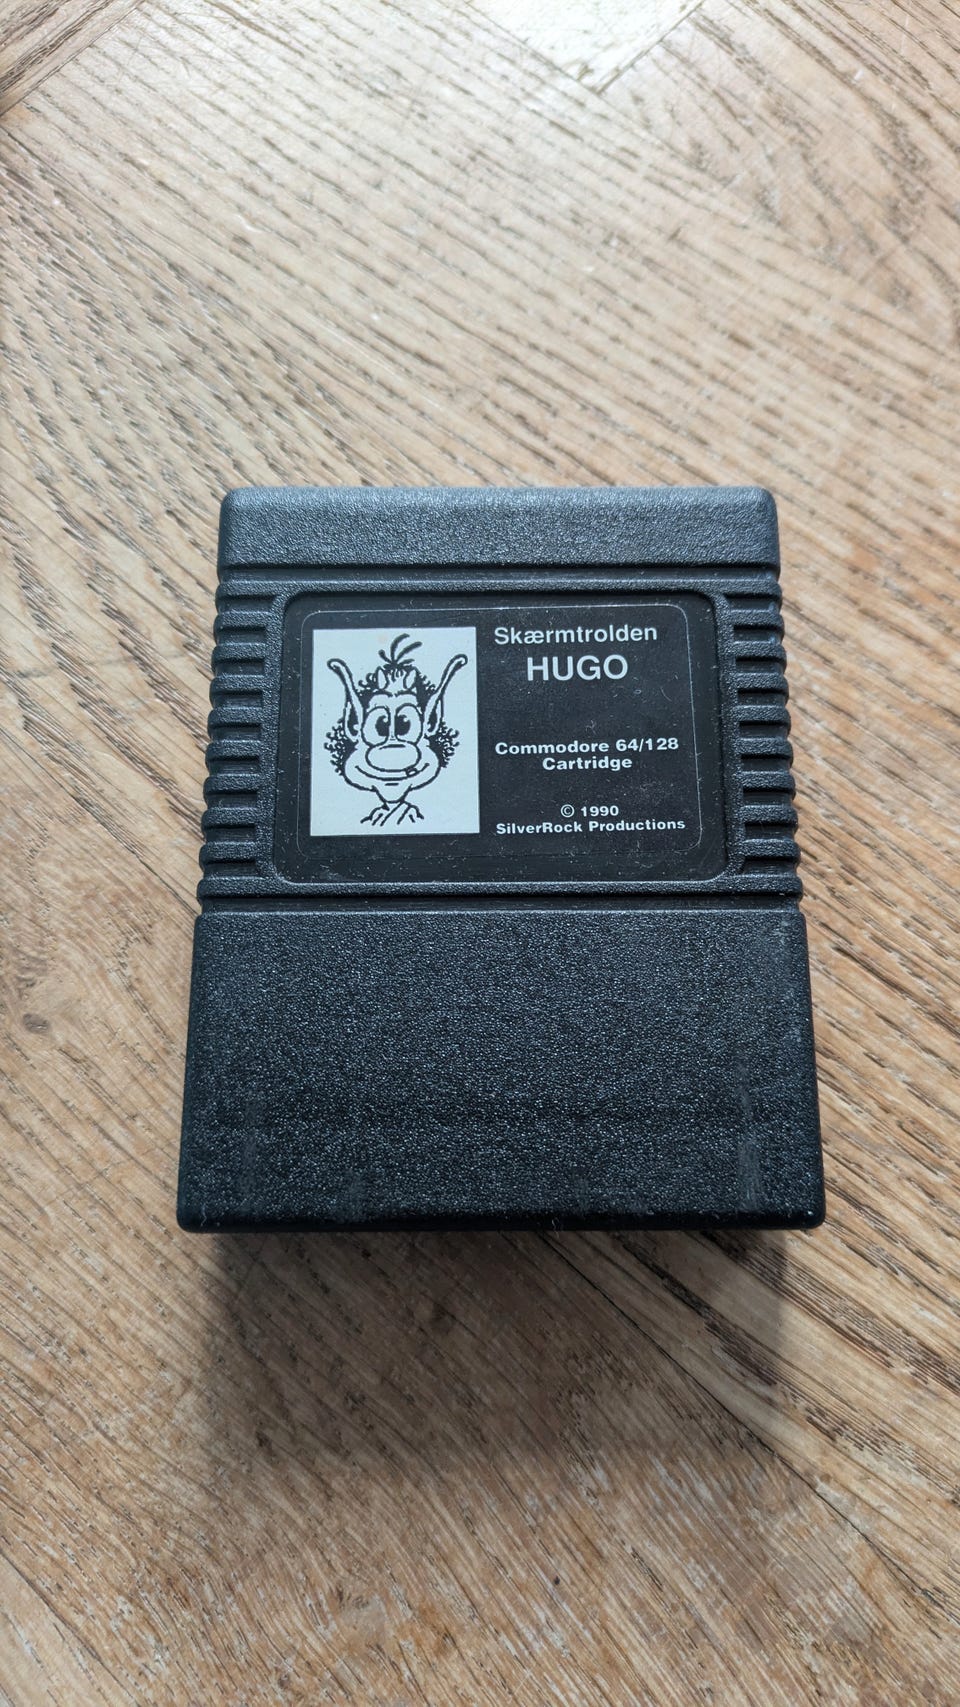 Skærmtrolden
HUGO
Commodore 64/128
Cartridge
© 1990
SilverRock Productions